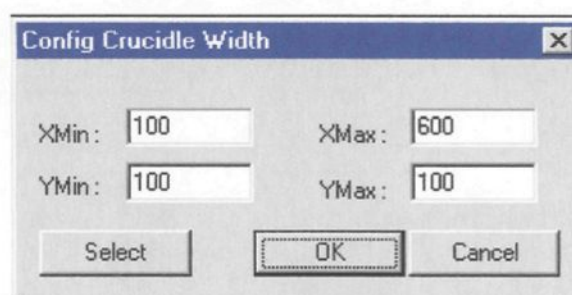 Config Crucidle Width
XMin : 100 XMax : 600
YMin : 100 YMax : 100
Select OK Cancel